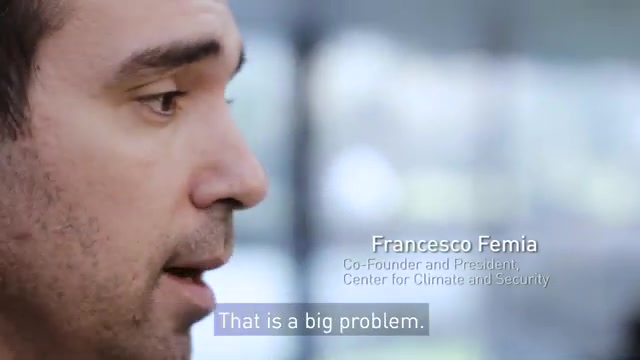 Francesco Femia
Co-Founder and President,
Center for Climate and Security
That is a big problem.